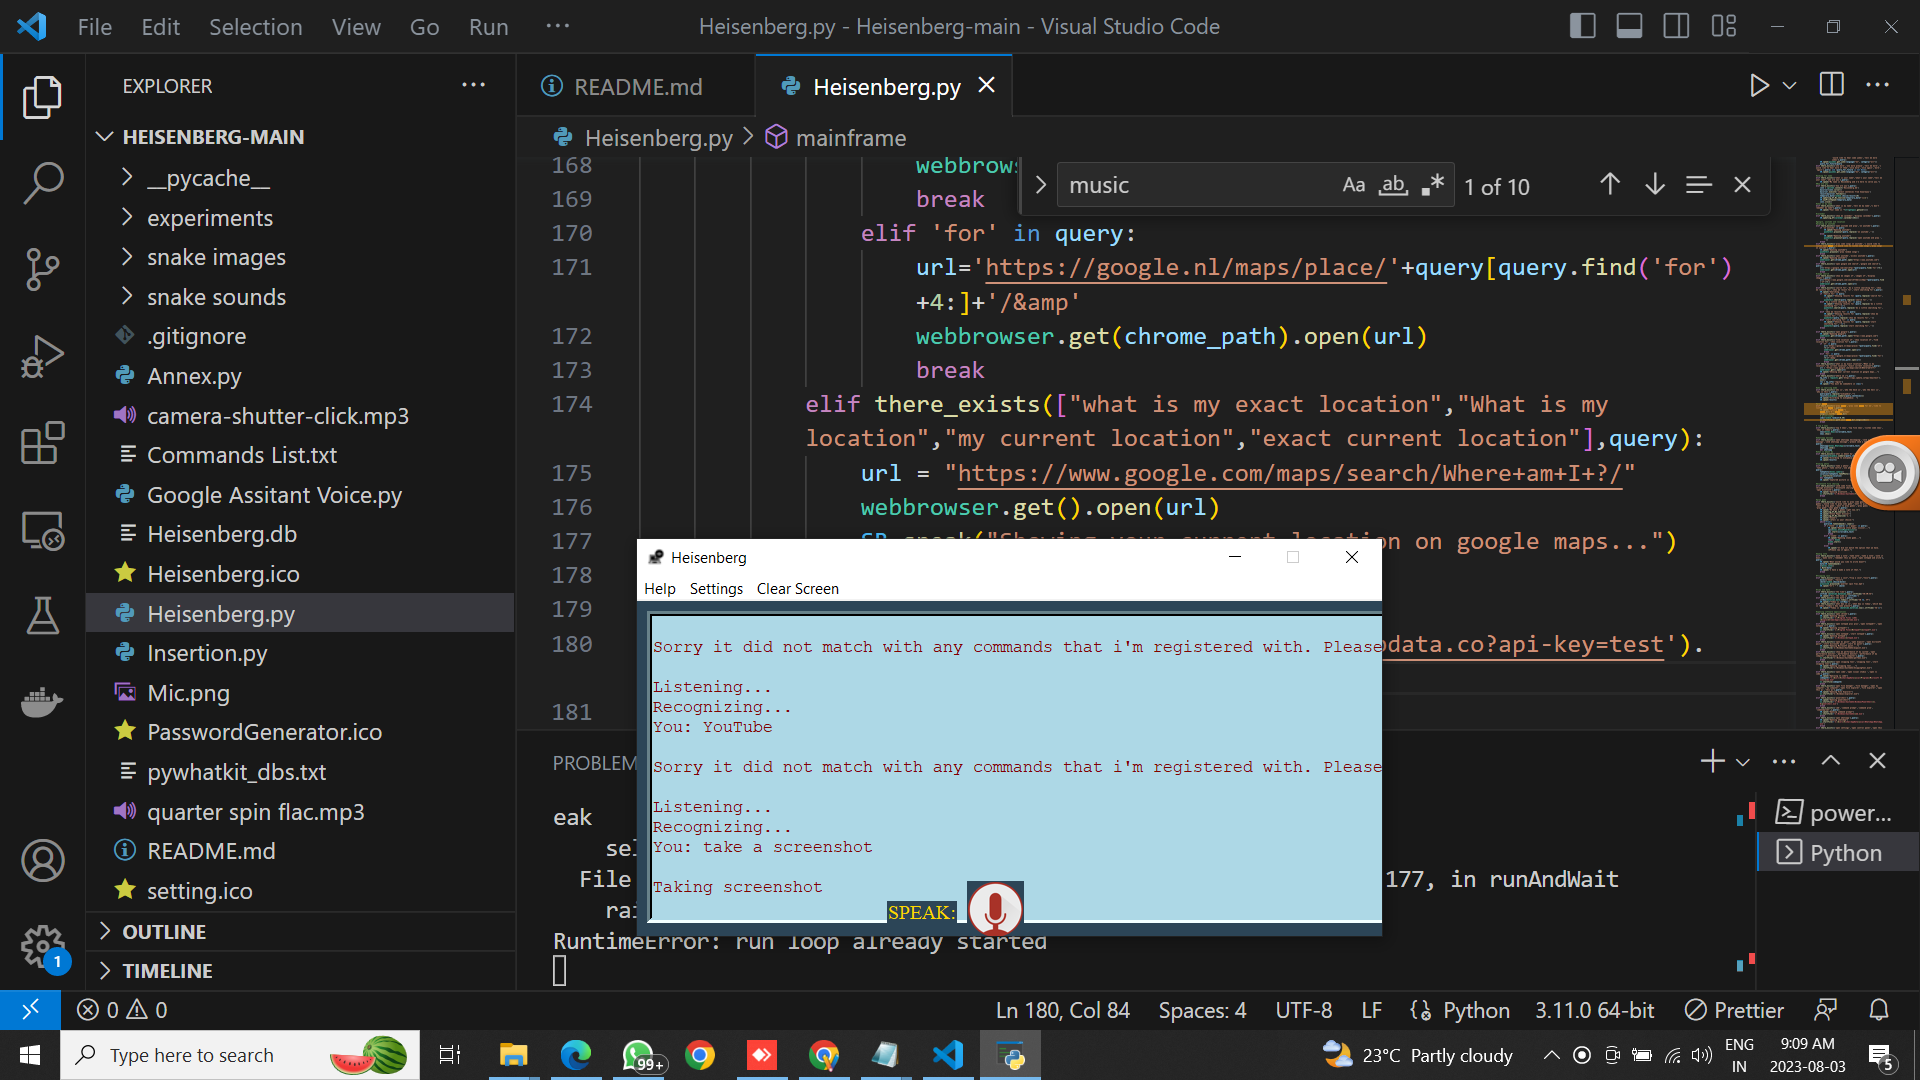 File Edit Selection View Go Run ··· Heisenberg.py - Heisenberg-main - Visual Studio Code
EXPLORER ···
HEISENBERG-MAIN
__pycache__
experiments
snake images
snake sounds
.gitignore
Annex.py
camera-shutter-click.mp3
Commands List.txt
Google Assitant Voice.py
Heisenberg.db
Heisenberg.ico
Heisenberg.py
Insertion.py
Mic.png
PasswordGenerator.ico
pywhatkit_dbs.txt
quarter spin flac.mp3
README.md
setting.ico
OUTLINE
TIMELINE
1
README.md Heisenberg.py
Heisenberg.py > mainframe
music Aa ab .* 1 of 10
168 webbrows
169 break
170 elif 'for' in query:
171 url='https://google.nl/maps/place/'+query[query.find('for')
+4:]+'/&amp'
172 webbrowser.get(chrome_path).open(url)
173 break
174 elif there_exists(["what is my exact location","What is my
location","my current location","exact current location"],query):
175 url = "https://www.google.com/maps/search/Where+am+I+?/"
176 webbrowser.get().open(url)
177 location on google maps...")
178
179
180 data.co?api-key=test').
181
Heisenberg
Help Settings Clear Screen
Sorry it did not match with any commands that i'm registered with. Please
Listening...
Recognizing...
You: YouTube
Sorry it did not match with any commands that i'm registered with. Please
Listening...
Recognizing...
You: take a screenshot
Taking screenshot
SPEAK:
PROBLEM
eak
sel
File 177, in runAndWait
rai
RuntimeError: run loop already started
power...
Python
0 0 Ln 180, Col 84 Spaces: 4 UTF-8 LF Python 3.11.0 64-bit Prettier
Type here to search 99+ 23°C Partly cloudy ENG IN 9:09 AM 2023-08-03 5